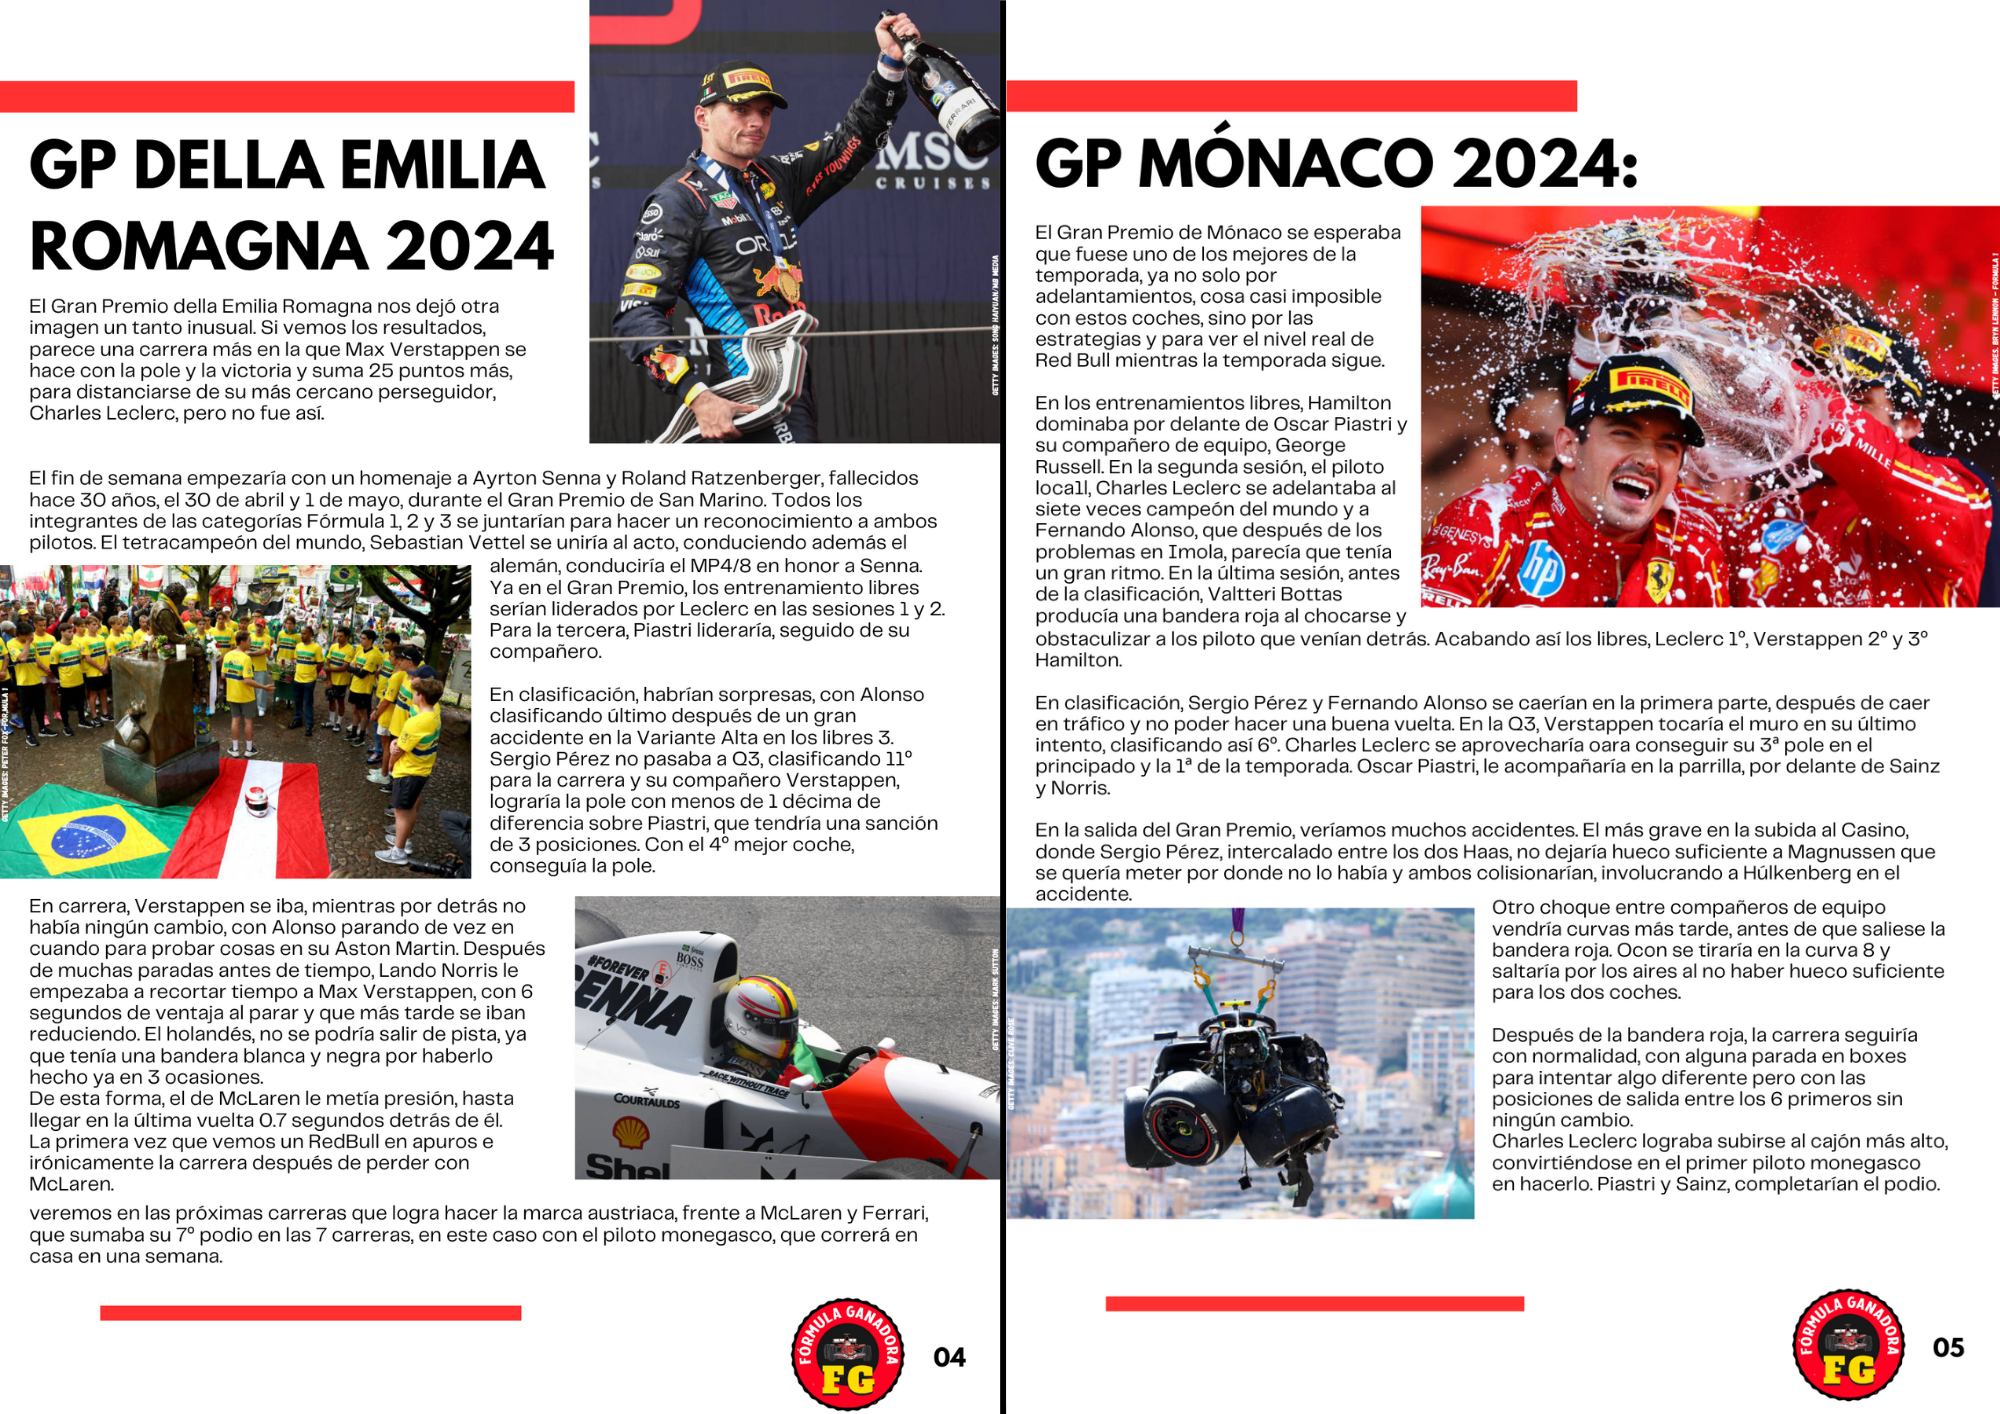 GP DELLA EMILIA
ROMAGNA 2024
El Gran Premio della Emilia Romagna nos dejó otra
imagen un tanto inusual. Si vemos los resultados,
parece una carrera más en la que Max Verstappen se
hace con la pole y la victoria y suma 25 puntos más,
para distanciarse de su más cercano perseguidor,
Charles Leclerc, pero no fue así.
1ST
PIRELLI
FERRARI
MSC
CRUISES
GIVES YOU WINGS
TAG
Mobil 1
ORACLE
esso
Claro
Sui
VISA
Red
GETTY IMAGES: SONG HAIYUAN/MB MEDIA
El fin de semana empezaría con un homenaje a Ayrton Senna y Roland Ratzenberger, fallecidos
hace 30 años, el 30 de abril y 1 de mayo, durante el Gran Premio de San Marino. Todos los
integrantes de las categorías Fórmula 1, 2 y 3 se juntarían para hacer un reconocimiento a ambos
pilotos. El tetracampeón del mundo, Sebastian Vettel se uniría al acto, conduciendo además el
alemán, conduciría el MP4/8 en honor a Senna.
Ya en el Gran Premio, los entrenamiento libres
serían liderados por Leclerc en las sesiones 1 y 2.
Para la tercera, Piastri lideraría, seguido de su
compañero.
GETTY IMAGES: PETER FOX-FORMULA 1
En clasificación, habrían sorpresas, con Alonso
clasificando último después de un gran
accidente en la Variante Alta en los libres 3.
Sergio Pérez no pasaba a Q3, clasificando 11º
para la carrera y su compañero Verstappen,
lograría la pole con menos de 1 décima de
diferencia sobre Piastri, que tendría una sanción
de 3 posiciones. Con el 4º mejor coche,
conseguía la pole.
En carrera, Verstappen se iba, mientras por detrás no
había ningún cambio, con Alonso parando de vez en
cuando para probar cosas en su Aston Martin. Después
de muchas paradas antes de tiempo, Lando Norris le
empezaba a recortar tiempo a Max Verstappen, con 6
segundos de ventaja al parar y que más tarde se iban
reduciendo. El holandés, no se podría salir de pista, ya
que tenía una bandera blanca y negra por haberlo
hecho ya en 3 ocasiones.
De esta forma, el de McLaren le metía presión, hasta
llegar en la última vuelta 0.7 segundos detrás de él.
La primera vez que vemos un RedBull en apuros e
irónicamente la carrera después de perder con
McLaren.
#FOREVER
SENNA
BOSS
RACE WITHOUT TRACE
COURTAULDS
Shell
GETTY IMAGES: MARK SUTTON
veremos en las próximas carreras que logra hacer la marca austriaca, frente a McLaren y Ferrari,
que sumaba su 7º podio en las 7 carreras, en este caso con el piloto monegasco, que correrá en
casa en una semana.
FÓRMULA GANADORA
FG
04
GP MÓNACO 2024:
El Gran Premio de Mónaco se esperaba
que fuese uno de los mejores de la
temporada, ya no solo por
adelantamientos, cosa casi imposible
con estos coches, sino por las
estrategias y para ver el nivel real de
Red Bull mientras la temporada sigue.
En los entrenamientos libres, Hamilton
dominaba por delante de Oscar Piastri y
su compañero de equipo, George
Russell. En la segunda sesión, el piloto
loca1l, Charles Leclerc se adelantaba al
siete veces campeón del mundo y a
Fernando Alonso, que después de los
problemas en Imola, parecía que tenía
un gran ritmo. En la última sesión, antes
de la clasificación, Valtteri Bottas
producía una bandera roja al chocarse y
obstaculizar a los piloto que venían detrás. Acabando así los libres, Leclerc 1º, Verstappen 2º y 3º
Hamilton.
PIRELLI
GENESYS
Ray-Ban
hp
MILLE
GETTY IMAGES. BRYN LENNON - FORMULA 1
En clasificación, Sergio Pérez y Fernando Alonso se caerían en la primera parte, después de caer
en tráfico y no poder hacer una buena vuelta. En la Q3, Verstappen tocaría el muro en su último
intento, clasificando así 6º. Charles Leclerc se aprovecharía oara conseguir su 3ª pole en el
principado y la 1ª de la temporada. Oscar Piastri, le acompañaría en la parrilla, por delante de Sainz
y Norris.
En la salida del Gran Premio, veríamos muchos accidentes. El más grave en la subida al Casino,
donde Sergio Pérez, intercalado entre los dos Haas, no dejaría hueco suficiente a Magnussen que
se quería meter por donde no lo había y ambos colisionarían, involucrando a Húlkenberg en el
accidente.
GETTY IMAGES: CLIVE ROSE
Otro choque entre compañeros de equipo
vendría curvas más tarde, antes de que saliese la
bandera roja. Ocon se tiraría en la curva 8 y
saltaría por los aires al no haber hueco suficiente
para los dos coches.
Después de la bandera roja, la carrera seguiría
con normalidad, con alguna parada en boxes
para intentar algo diferente pero con las
posiciones de salida entre los 6 primeros sin
ningún cambio.
Charles Leclerc lograba subirse al cajón más alto,
convirtiéndose en el primer piloto monegasco
en hacerlo. Piastri y Sainz, completarían el podio.
FÓRMULA GANADORA
FG
05